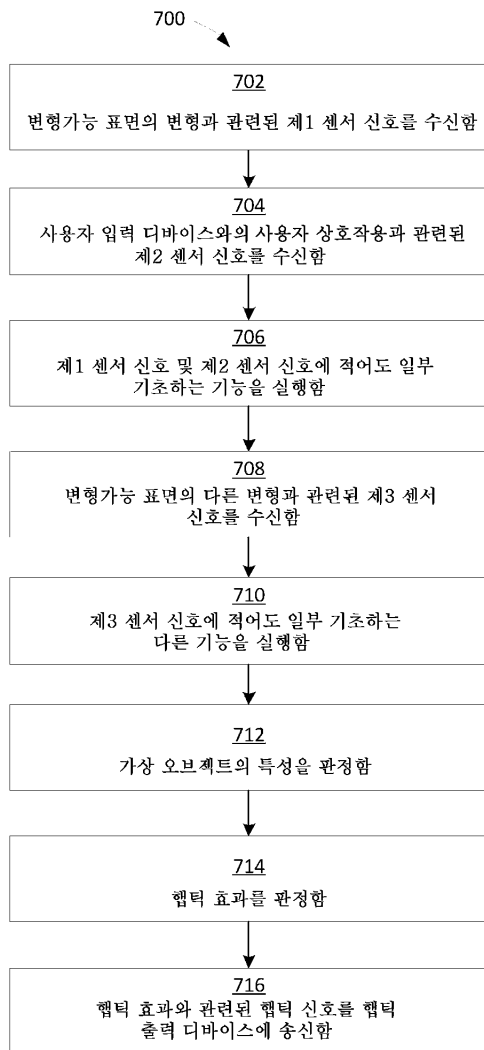 700
702
변형가능 표면의 변형과 관련된 제1 센서 신호를 수신함
704
사용자 입력 디바이스와의 사용자 상호작용과 관련된
제2 센서 신호를 수신함
706
제1 센서 신호 및 제2 센서 신호에 적어도 일부
기초하는 기능을 실행함
708
변형가능 표면의 다른 변형과 관련된 제3 센서
신호를 수신함
710
제3 센서 신호에 적어도 일부 기초하는
다른 기능을 실행함
712
가상 오브젝트의 특성을 판정함
714
햅틱 효과를 판정함
716
햅틱 효과와 관련된 햅틱 신호를 햅틱
출력 디바이스에 송신함